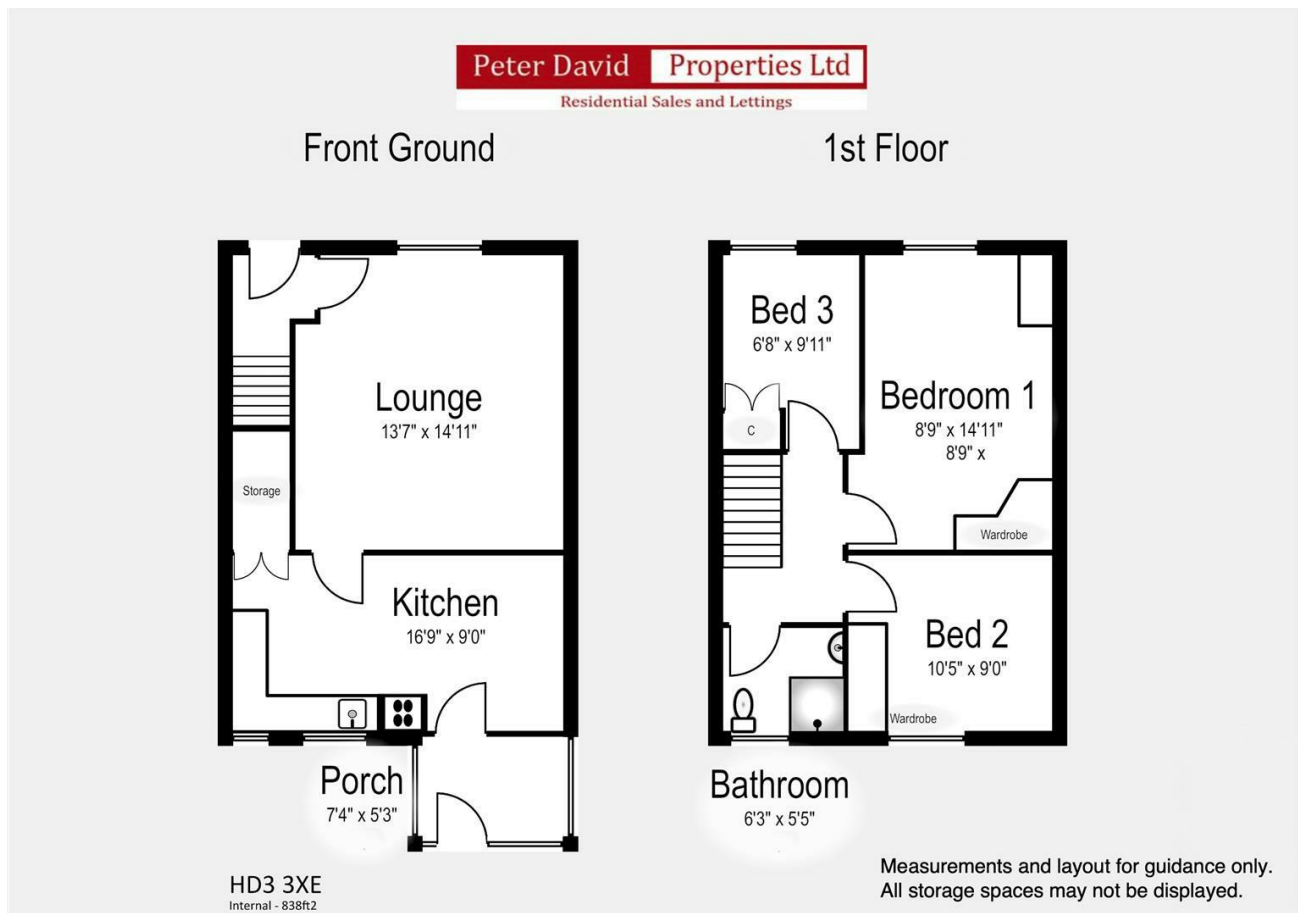 Peter David Properties Ltd
Residential Sales and Lettings
Front Ground
1st Floor
Lounge
13'7" x 14'11"
Storage
Kitchen
16'9" x 9'0"
Porch
7'4" x 5'3"
Bed 3
6'8" x 9'11"
C
Bedroom 1
8'9" x 14'11"
8'9" x
Wardrobe
Bed 2
10'5" x 9'0"
Wardrobe
Bathroom
6'3" x 5'5"
HD3 3XE
Internal - 838ft2
Measurements and layout for guidance only.
All storage spaces may not be displayed.